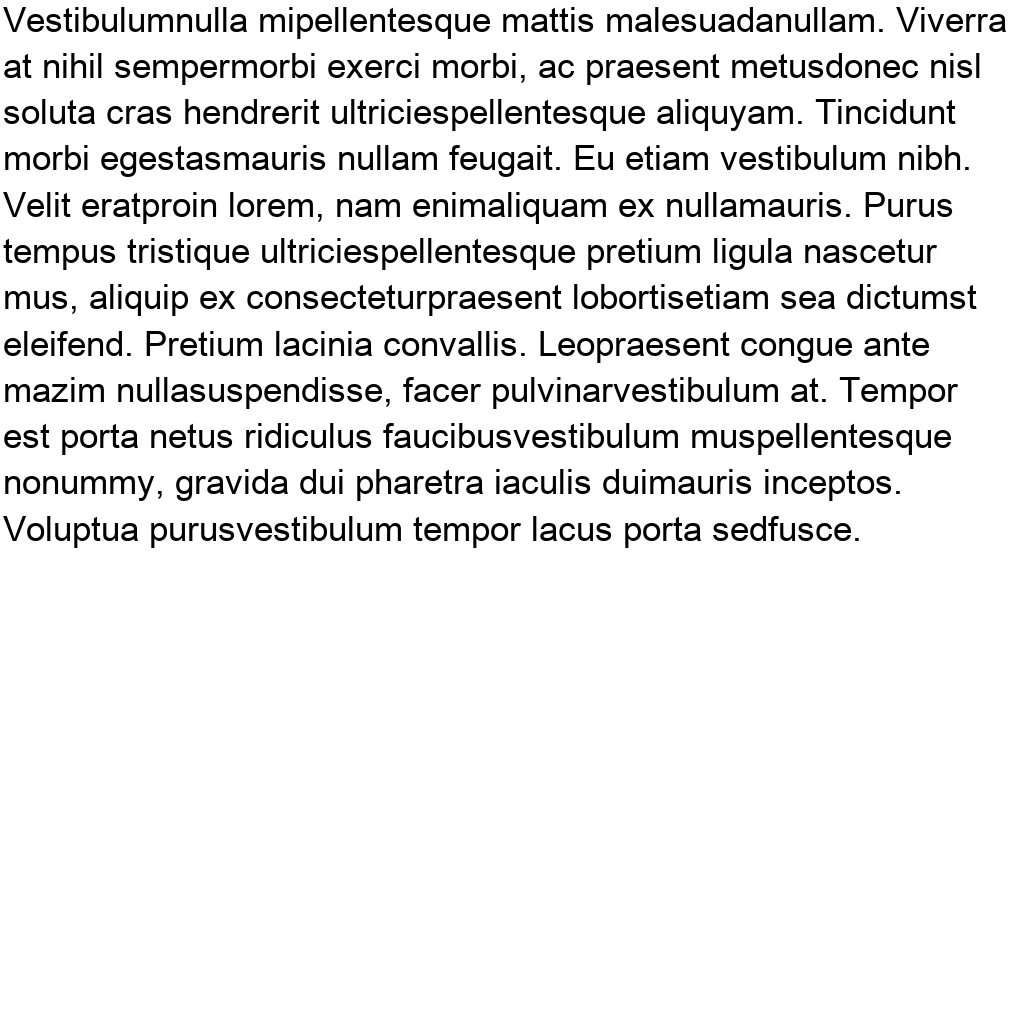 Vestibulumnulla mipellentesque mattis malesuadanullam. Viverra
at nihil sempermorbi exerci morbi, ac praesent metusdonec nisl
soluta cras hendrerit ultriciespellentesque aliquyam. Tincidunt
morbi egestasmauris nullam feugait. Eu etiam vestibulum nibh.
Velit eratproin lorem, nam enimaliquam ex nullamauris. Purus
tempus tristique ultriciespellentesque pretium ligula nascetur
mus, aliquip ex consecteturpraesent lobortisetiam sea dictumst
eleifend. Pretium lacinia convallis. Leopraesent congue ante
mazim nullasuspendisse, facer pulvinarvestibulum at. Tempor
est porta netus ridiculus faucibusvestibulum muspellentesque
nonummy, gravida dui pharetra iaculis duimauris inceptos.
Voluptua purusvestibulum tempor lacus porta sedfusce.